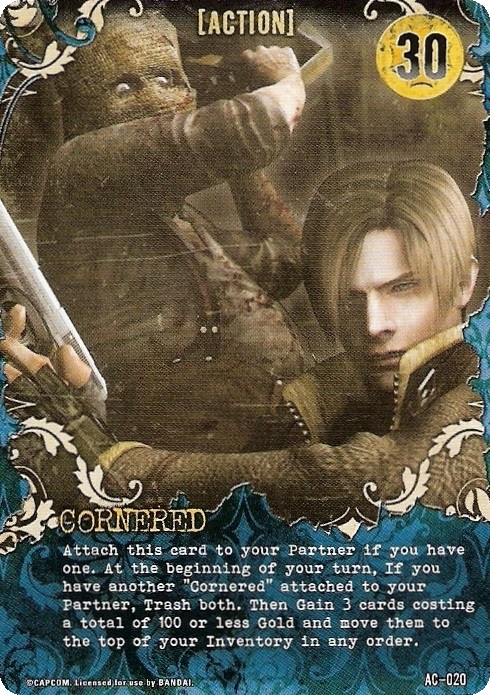 [ACTION]
30
CORNERED
Attach this card to your Partner if you have
one. At the beginning of your turn, If you
have another "Cornered" attached to your
Partner, Trash both. Then Gain 3 cards costing
a total of 100 or less Gold and move them to
the top of your Inventory in any order.
©CAPCOM. Licensed for use by BANDAI.
AC-020